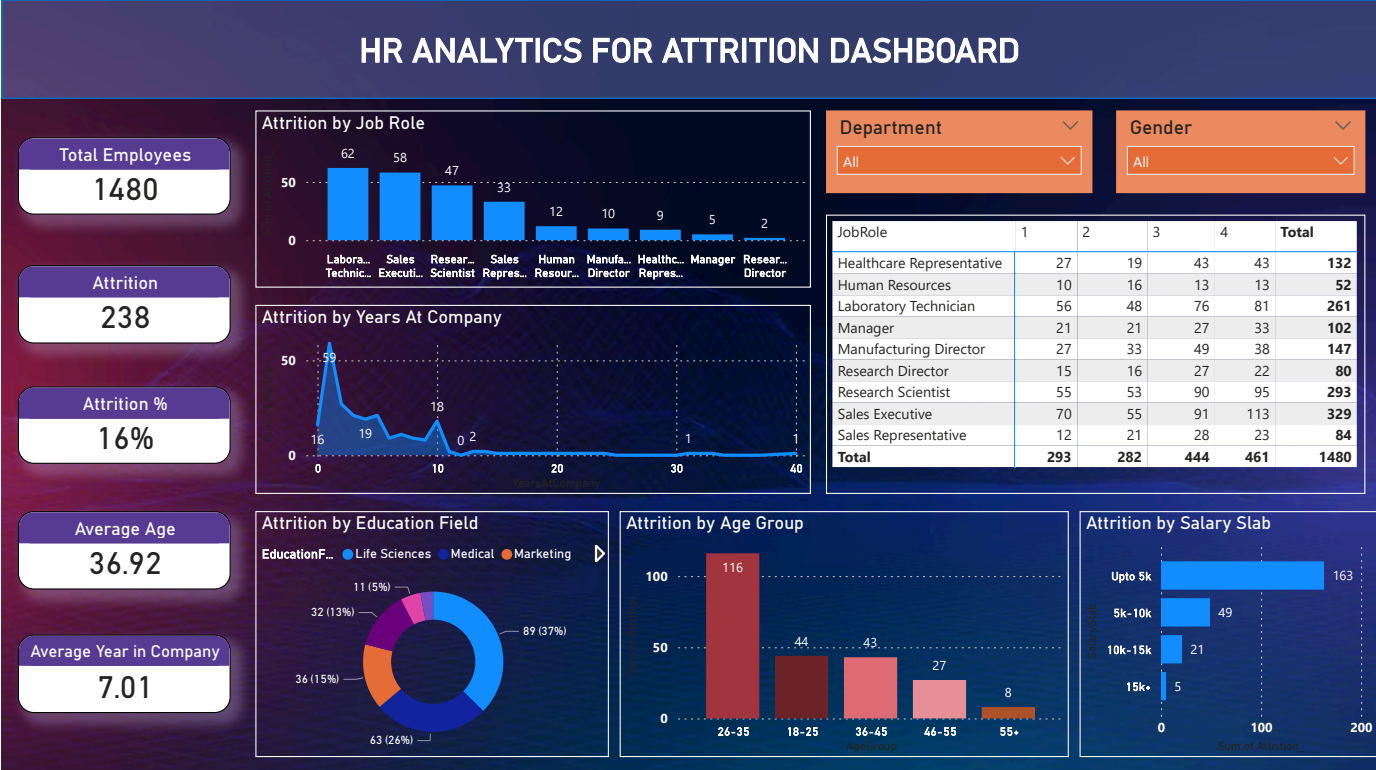 HR ANALYTICS FOR ATTRITION DASHBOARD
Total Employees
1480
Attrition
238
Attrition %
16%
Average Age
36.92
Average Year in Company
7.01
Attrition by Job Role
62
58
47
33
12
10
9
5
2
50
0
Labora... Sales Resear... Sales Human Manufa... Healthc... Manager Resear...
Technic... Executi... Scientist Repres... Resour... Director Repres... Director
Attrition by Years At Company
50
0
59
16
19
18
0
2
1
1
0 10 20 30 40
YearsAtCompany
Department
All
Gender
All
JobRole 1 2 3 4 Total
Healthcare Representative 27 19 43 43 132
Human Resources 10 16 13 13 52
Laboratory Technician 56 48 76 81 261
Manager 21 21 27 33 102
Manufacturing Director 27 33 49 38 147
Research Director 15 16 27 22 80
Research Scientist 55 53 90 95 293
Sales Executive 70 55 91 113 329
Sales Representative 12 21 28 23 84
Total 293 282 444 461 1480
Attrition by Education Field
EducationF... Life Sciences Medical Marketing
11 (5%)
32 (13%)
89 (37%)
36 (15%)
63 (26%)
Attrition by Age Group
100
50
0
116
44
43
27
8
26-35 18-25 36-45 46-55 55+
AgeGroup
Attrition by Salary Slab
Upto 5k 163
5k-10k 49
10k-15k 21
15k+ 5
0 100 200
Sum of Attrition